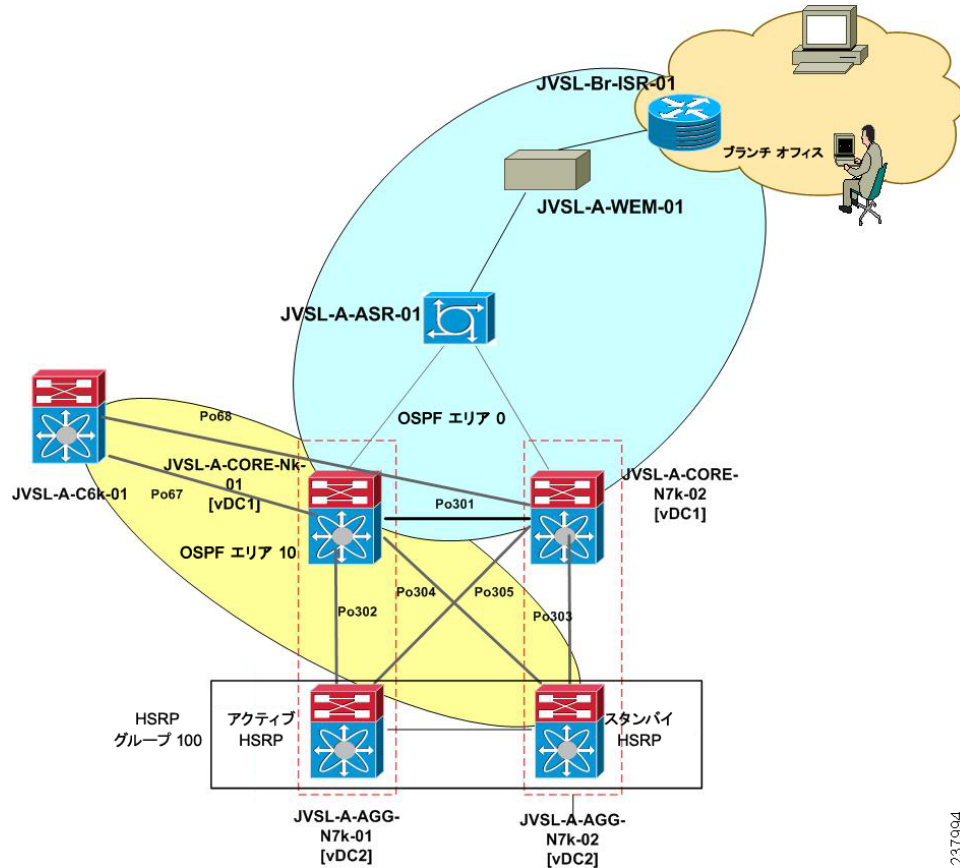 JVSL-Br-ISR-01
ブランチ オフィス
JVSL-A-WEM-01
JVSL-A-ASR-01
OSPF エリア 0
Po68
JVSL-A-CORE-Nk-
01
[vDC1]
JVSL-A-CORE-
N7k-02
[vDC1]
JVSL-A-C6k-01
Po67
Po301
OSPF エリア 10
Po302
Po304
Po305
Po303
HSRP
グループ 100
アクティブ
HSRP
スタンバイ
HSRP
JVSL-A-AGG-
N7k-01
[vDC2]
JVSL-A-AGG-
N7k-02
[vDC2]
237994